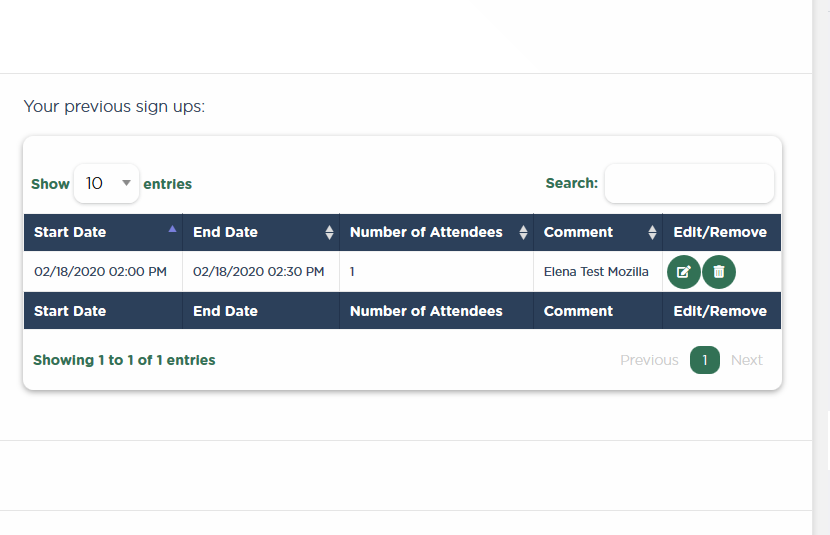 Your previous sign ups:
Show 10 entries Search:
Start Date End Date Number of Attendees Comment Edit/Remove
02/18/2020 02:00 PM 02/18/2020 02:30 PM 1 Elena Test Mozilla
Start Date End Date Number of Attendees Comment Edit/Remove
Showing 1 to 1 of 1 entries Previous 1 Next